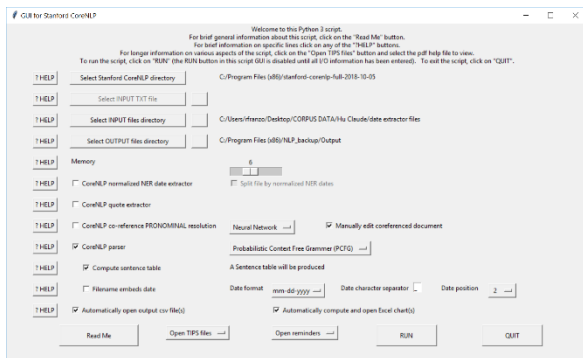 GUI for Stanford CoreNLP
Welcome to this Python 3 script.
For brief general information about this script, click on the "Read Me" button.
For brief information on specific lines click on any of the "?HELP" buttons.
For longer information on various aspects of the script, click on the "Open TIPS files" button and select the pdf help file to view.
To run the script, click on "RUN" (the RUN button in this script GUI is disabled until all I/O information has been entered). To exit the script, click on "QUIT".
? HELP Select Stanford CoreNLP directory C:/Program Files (x86)/stanford-corenlp-full-2018-10-05
? HELP Select INPUT TXT file
? HELP Select INPUT files directory C:/Users/rfranzo/Desktop/CORPUS DATA/Hu Claude/date extractor files
? HELP Select OUTPUT files directory C:/Program Files (x86)/NLP_backup/Output
? HELP Memory 6
? HELP CoreNLP normalized NER date extractor Split file by normalized NER dates
? HELP CoreNLP quote extractor
? HELP CoreNLP co-reference PRONOMINAL resolution Neural Network Manually edit coreferenced document
? HELP CoreNLP parser Probabilistic Context Free Grammer (PCFG)
? HELP Compute sentence table A Sentence table will be produced
? HELP Filename embeds date Date format mm-dd-yyyy Date character separator _ Date position 2
? HELP Automatically open output csv file(s) Automatically compute and open Excel chart(s)
Read Me Open TIPS files Open reminders RUN QUIT